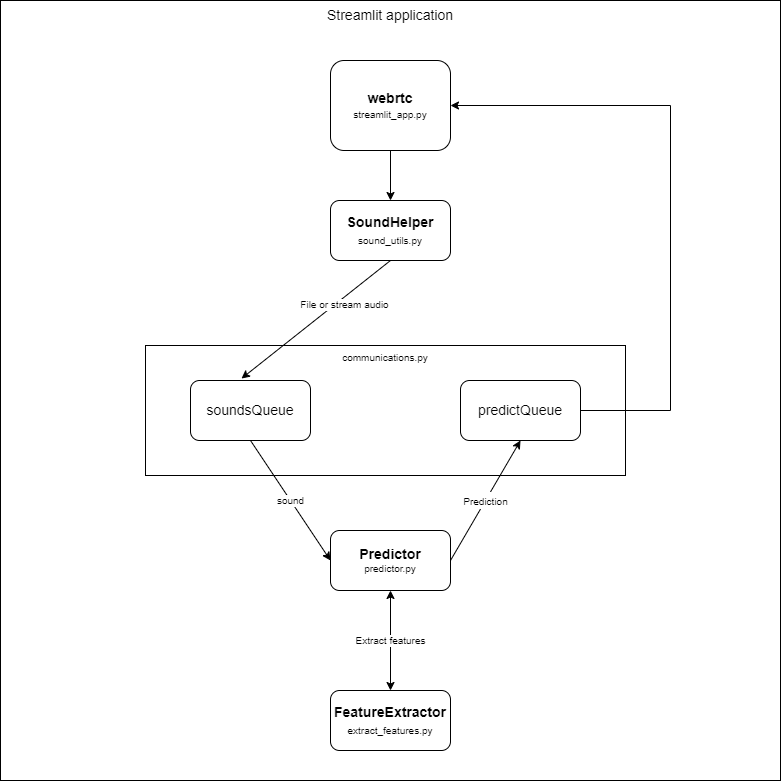 Streamlit application
webrtc
streamlit_app.py
SoundHelper
sound_utils.py
File or stream audio
communications.py
soundsQueue
predictQueue
sound
Prediction
Predictor
predictor.py
Extract features
FeatureExtractor
extract_features.py